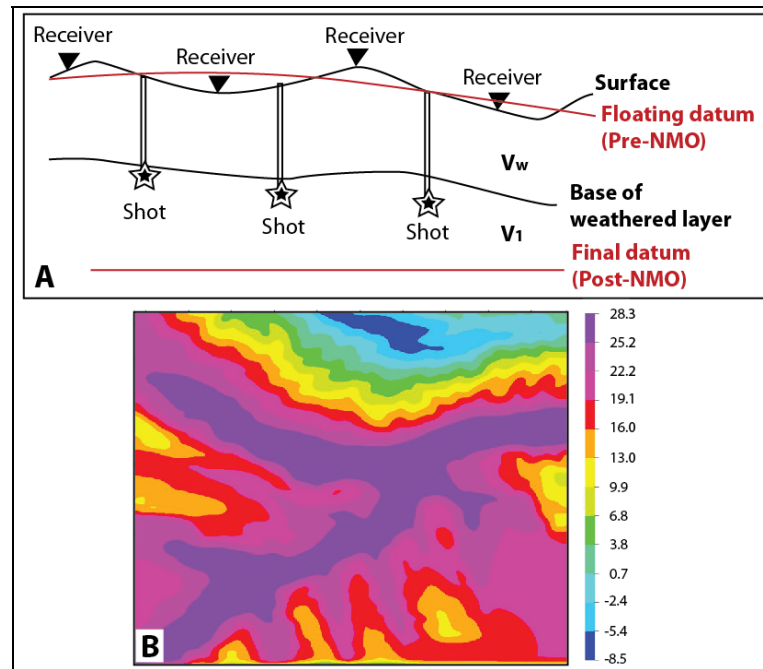 Receiver
Receiver
Receiver
Receiver
Surface
Floating datum
(Pre-NMO)
Vw
Base of
weathered layer
Shot
Shot
Shot
V1
Final datum
(Post-NMO)
A
28.3
25.2
22.2
19.1
16.0
13.0
9.9
6.8
3.8
0.7
-2.4
-5.4
-8.5
B